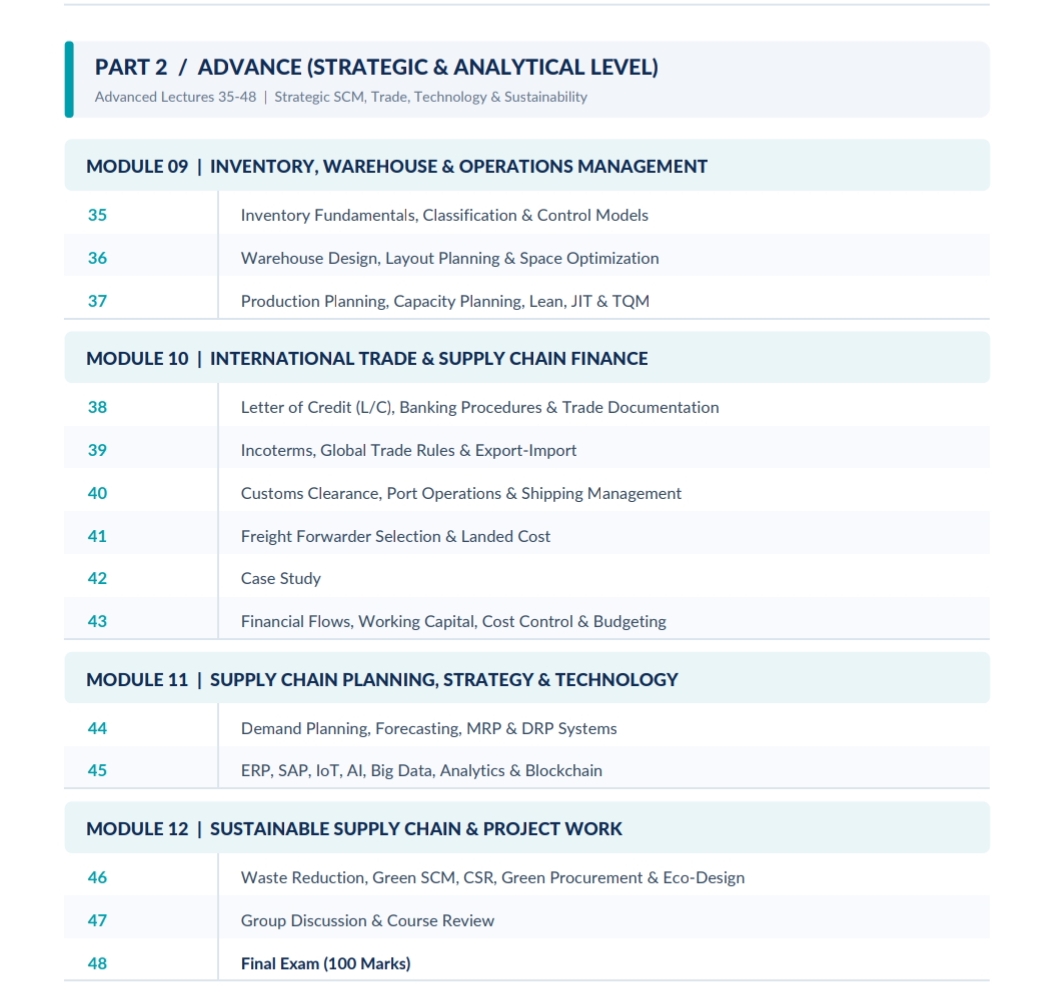 PART 2 / ADVANCE (STRATEGIC & ANALYTICAL LEVEL)
Advanced Lectures 35-48 | Strategic SCM, Trade, Technology & Sustainability
MODULE 09 | INVENTORY, WAREHOUSE & OPERATIONS MANAGEMENT
35 Inventory Fundamentals, Classification & Control Models
36 Warehouse Design, Layout Planning & Space Optimization
37 Production Planning, Capacity Planning, Lean, JIT & TQM
MODULE 10 | INTERNATIONAL TRADE & SUPPLY CHAIN FINANCE
38 Letter of Credit (L/C), Banking Procedures & Trade Documentation
39 Incoterms, Global Trade Rules & Export-Import
40 Customs Clearance, Port Operations & Shipping Management
41 Freight Forwarder Selection & Landed Cost
42 Case Study
43 Financial Flows, Working Capital, Cost Control & Budgeting
MODULE 11 | SUPPLY CHAIN PLANNING, STRATEGY & TECHNOLOGY
44 Demand Planning, Forecasting, MRP & DRP Systems
45 ERP, SAP, IoT, AI, Big Data, Analytics & Blockchain
MODULE 12 | SUSTAINABLE SUPPLY CHAIN & PROJECT WORK
46 Waste Reduction, Green SCM, CSR, Green Procurement & Eco-Design
47 Group Discussion & Course Review
48 Final Exam (100 Marks)